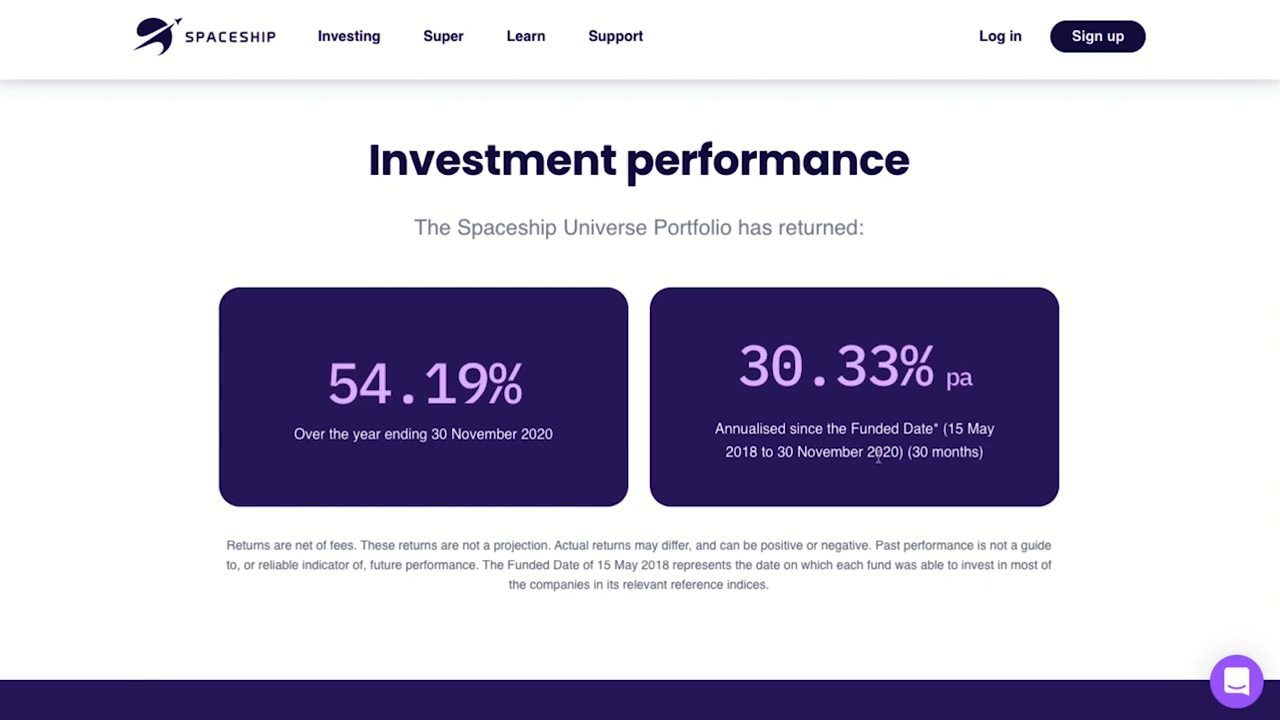 SPACESHIP Investing Super Learn Support Log in Sign up
Investment performance
The Spaceship Universe Portfolio has returned:
54.19%
Over the year ending 30 November 2020
30.33% pa
Annualised since the Funded Date* (15 May
2018 to 30 November 2020) (30 months)
Returns are net of fees. These returns are not a projection. Actual returns may differ, and can be positive or negative. Past performance is not a guide
to, or reliable indicator of, future performance. The Funded Date of 15 May 2018 represents the date on which each fund was able to invest in most of
the companies in its relevant reference indices.